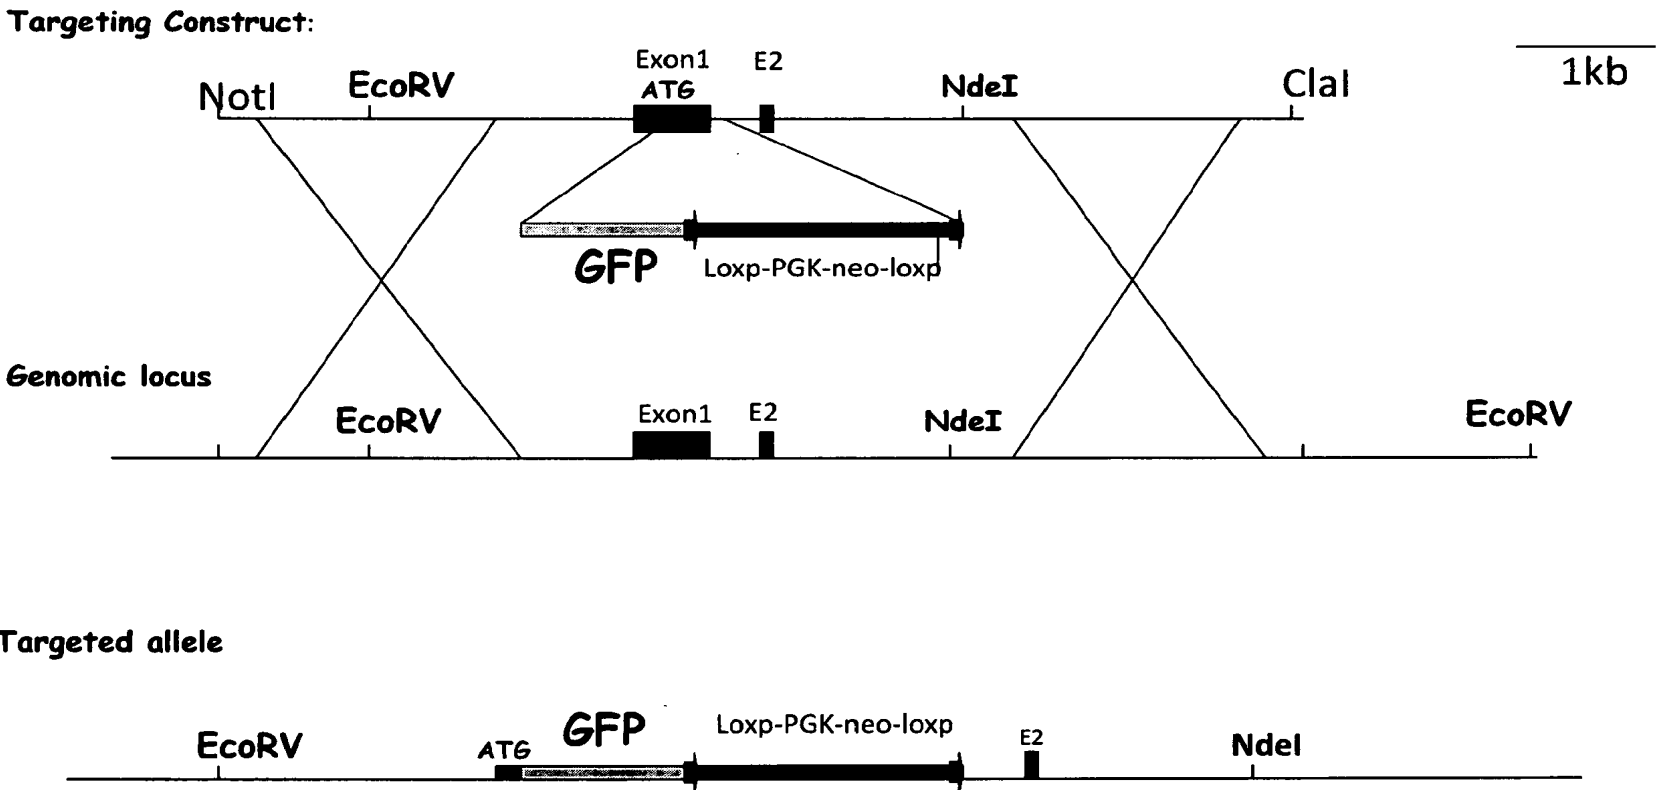 Targeting Construct:
NotI EcoRV Exon1 ATG E2 NdeI ClaI 1kb
GFP Loxp-PGK-neo-loxp
Genomic locus
EcoRV Exon1 E2 NdeI EcoRV
Targeted allele
EcoRV ATG GFP Loxp-PGK-neo-loxp E2 NdeI